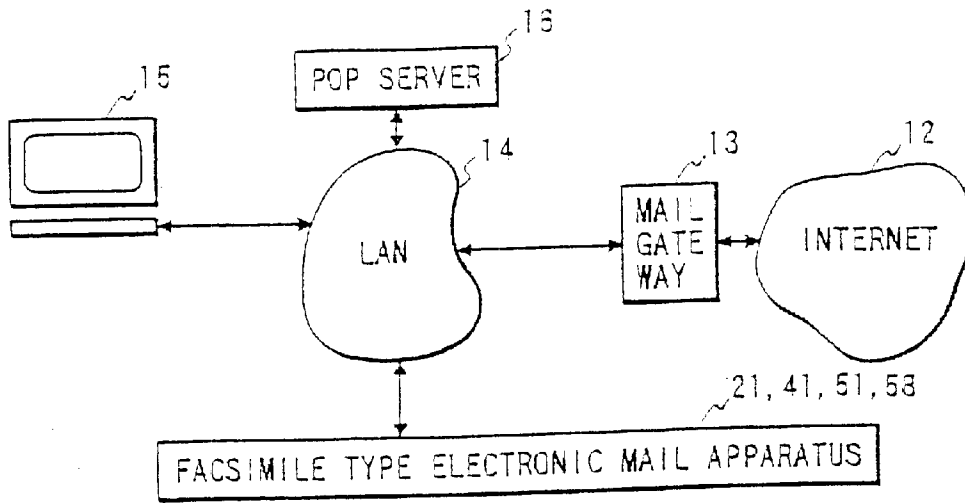 16
POP SERVER
15
14
13
12
LAN
MAIL
GATE
WAY
INTERNET
21, 41, 51, 58
FACSIMILE TYPE ELECTRONIC MAIL APPARATUS